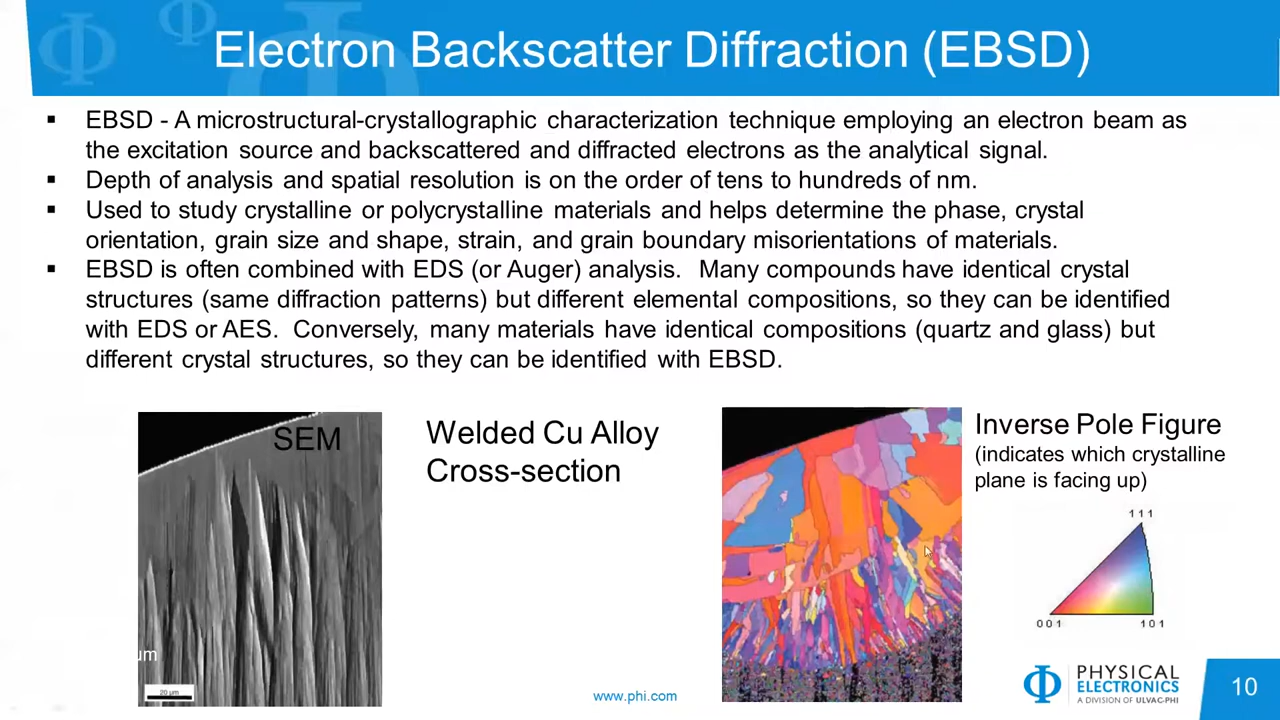 Electron Backscatter Diffraction (EBSD)
▪ EBSD - A microstructural-crystallographic characterization technique employing an electron beam as
the excitation source and backscattered and diffracted electrons as the analytical signal.
▪ Depth of analysis and spatial resolution is on the order of tens to hundreds of nm.
▪ Used to study crystalline or polycrystalline materials and helps determine the phase, crystal
orientation, grain size and shape, strain, and grain boundary misorientations of materials.
▪ EBSD is often combined with EDS (or Auger) analysis. Many compounds have identical crystal
structures (same diffraction patterns) but different elemental compositions, so they can be identified
with EDS or AES. Conversely, many materials have identical compositions (quartz and glass) but
different crystal structures, so they can be identified with EBSD.
SEM
Welded Cu Alloy
Cross-section
Inverse Pole Figure
(indicates which crystalline
plane is facing up)
111
001
101
µm
20 µm
www.phi.com
PHYSICAL
ELECTRONICS
A DIVISION OF ULVAC-PHI
10